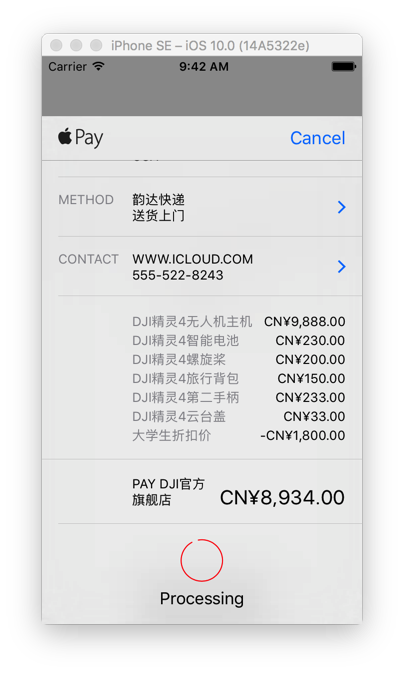 iPhone SE – iOS 10.0 (14A5322e)
Carrier 9:42 AM
Pay Cancel
METHOD 韵达快递
送货上门
CONTACT WWW.ICLOUD.COM
555-522-8243
DJI精灵4无人机主机 CN¥9,888.00
DJI精灵4智能电池 CN¥230.00
DJI精灵4螺旋桨 CN¥200.00
DJI精灵4旅行背包 CN¥150.00
DJI精灵4第二手柄 CN¥233.00
DJI精灵4云台盖 CN¥33.00
大学生折扣价 -CN¥1,800.00
PAY DJI官方
旗舰店 CN¥8,934.00
Processing